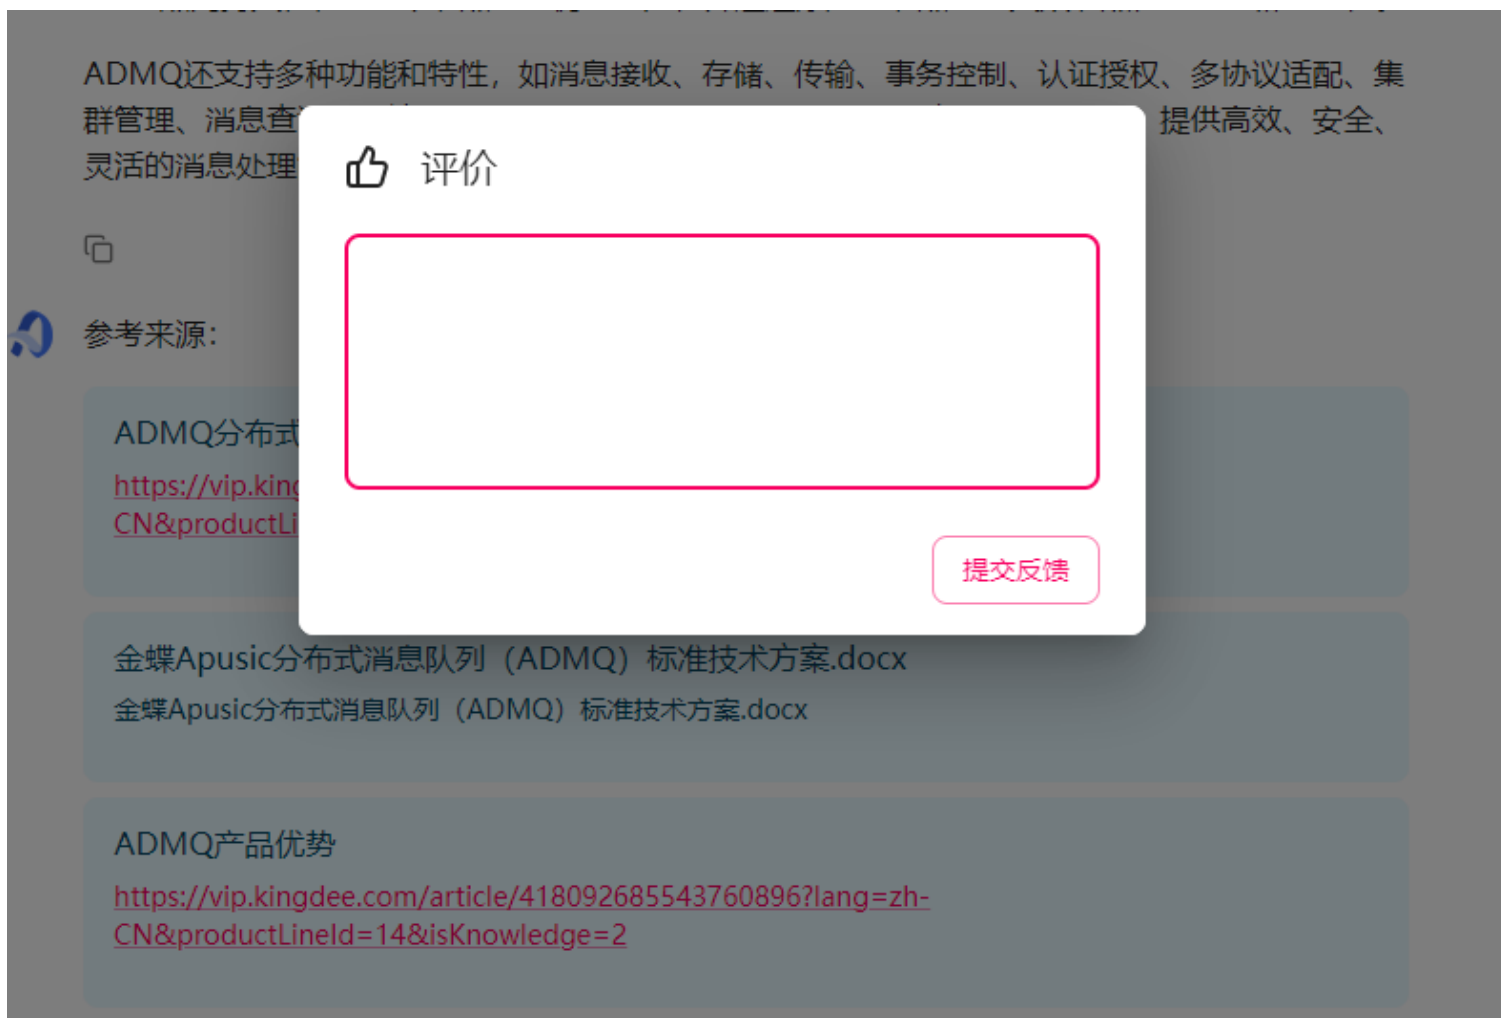 ADMQ还支持多种功能和特性，如消息接收、存储、传输、事务控制、认证授权、多协议适配、集
群管理、消息查 提供高效、安全、
灵活的消息处理
评价
参考来源：
ADMQ分布式
https://vip.king
CN&productLi
提交反馈
金蝶Apusic分布式消息队列（ADMQ）标准技术方案.docx
金蝶Apusic分布式消息队列（ADMQ）标准技术方案.docx
ADMQ产品优势
https://vip.kingdee.com/article/418092685543760896?lang=zh-
CN&productLineId=14&isKnowledge=2